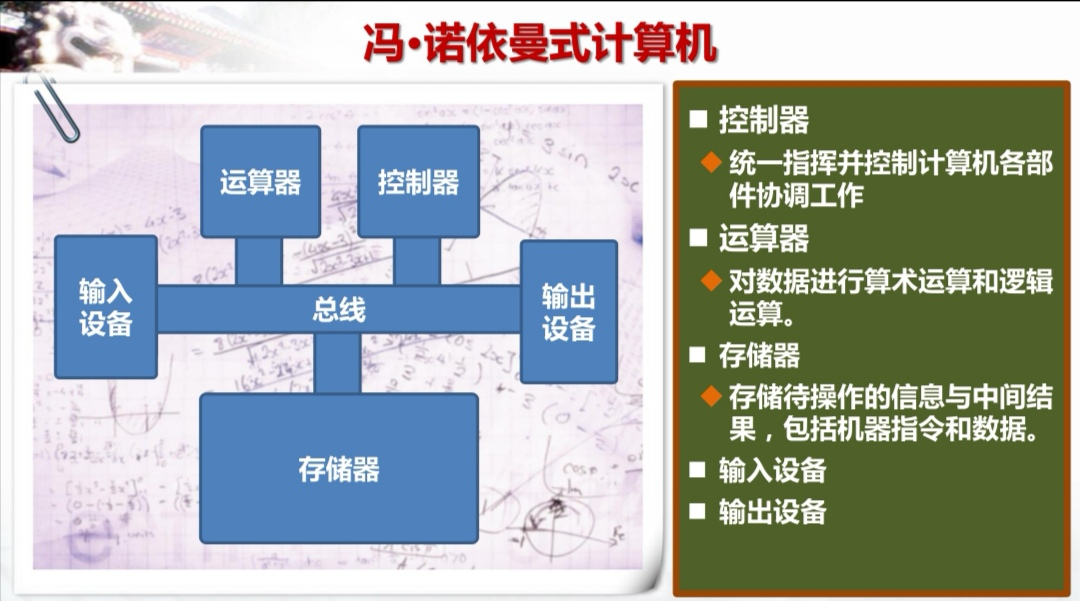 冯·诺依曼式计算机
运算器
控制器
输入
设备
总线
输出
设备
存储器
控制器
统一指挥并控制计算机各部
件协调工作
运算器
对数据进行算术运算和逻辑
运算。
存储器
存储待操作的信息与中间结
果，包括机器指令和数据。
输入设备
输出设备